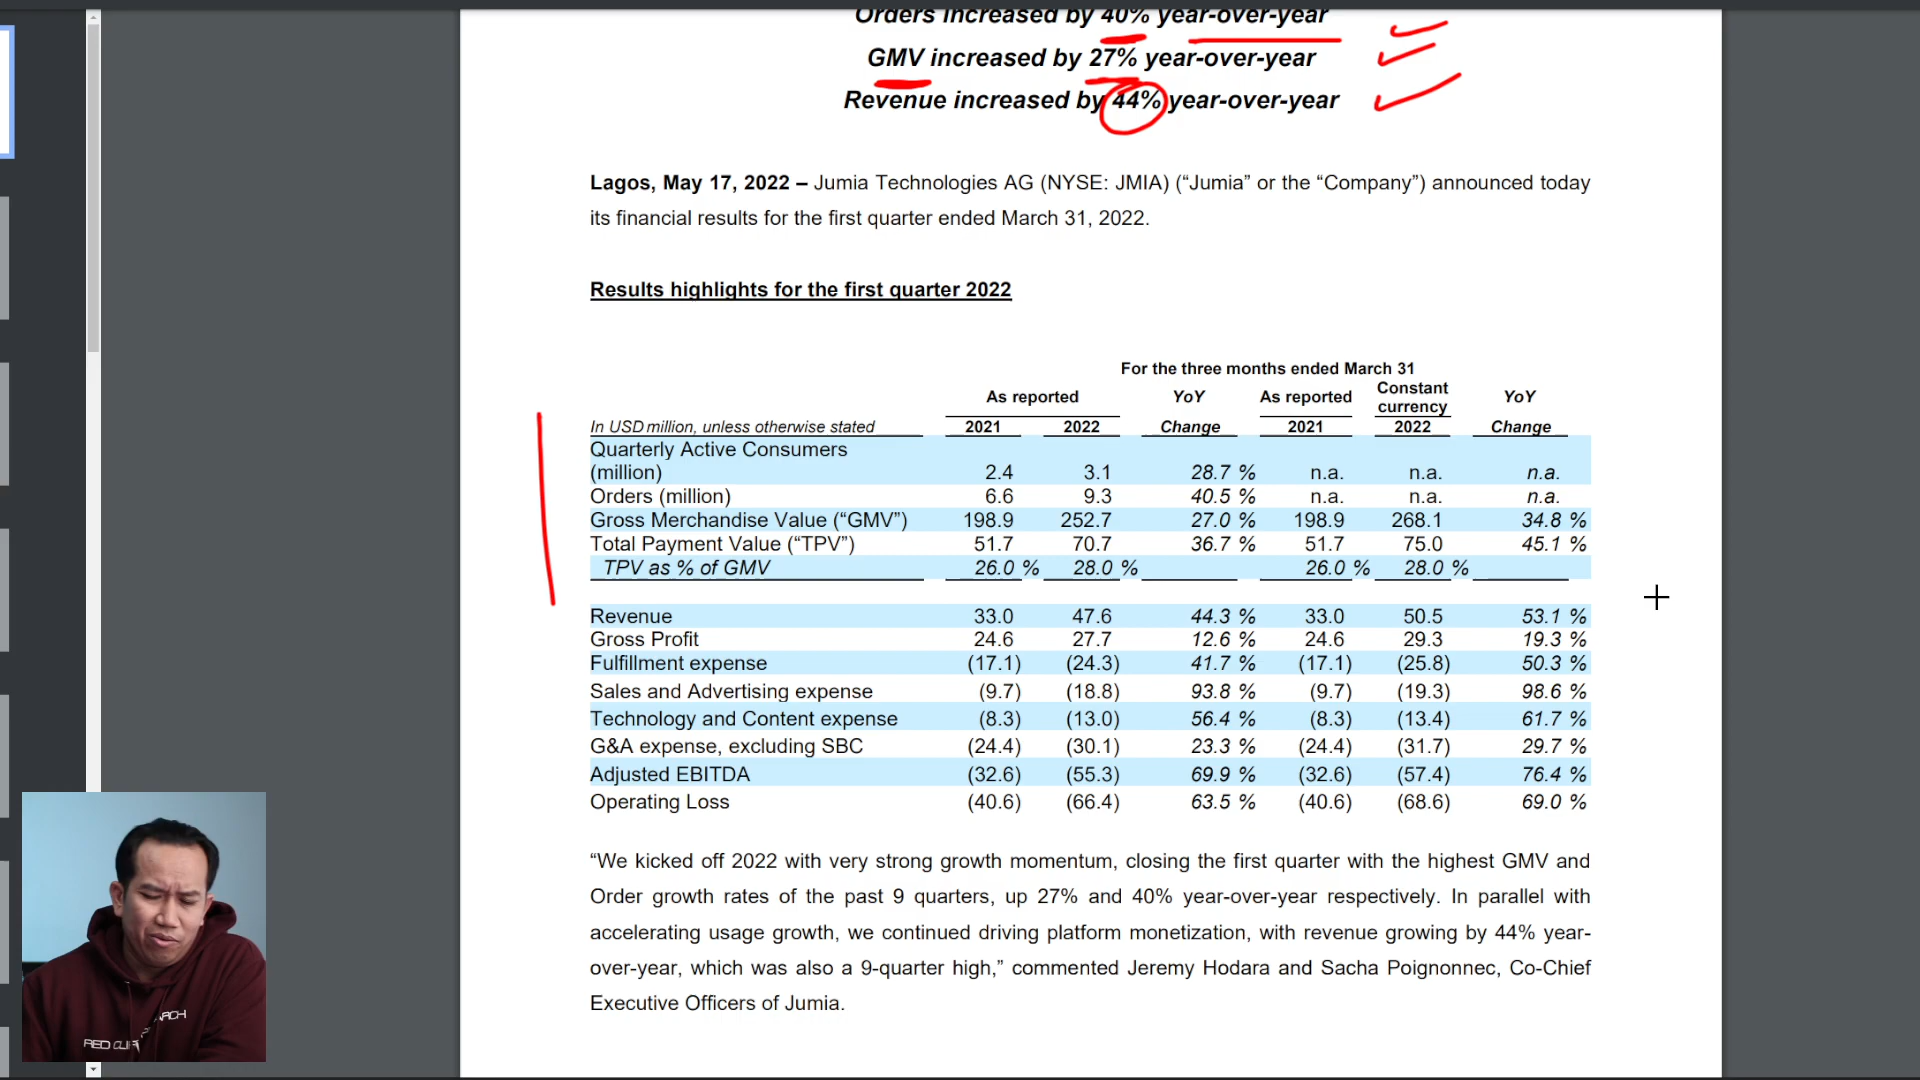 Orders increased by 40% year-over-year
GMV increased by 27% year-over-year
Revenue increased by 44% year-over-year
Lagos, May 17, 2022 – Jumia Technologies AG (NYSE: JMIA) (“Jumia” or the “Company”) announced today
its financial results for the first quarter ended March 31, 2022.
Results highlights for the first quarter 2022
For the three months ended March 31
As reported YoY As reported Constant currency YoY
In USD million, unless otherwise stated 2021 2022 Change 2021 2022 Change
Quarterly Active Consumers
(million) 2.4 3.1 28.7 % n.a. n.a. n.a.
Orders (million) 6.6 9.3 40.5 % n.a. n.a. n.a.
Gross Merchandise Value (“GMV”) 198.9 252.7 27.0 % 198.9 268.1 34.8 %
Total Payment Value (“TPV”) 51.7 70.7 36.7 % 51.7 75.0 45.1 %
TPV as % of GMV 26.0 % 28.0 % 26.0 % 28.0 %
Revenue 33.0 47.6 44.3 % 33.0 50.5 53.1 %
Gross Profit 24.6 27.7 12.6 % 24.6 29.3 19.3 %
Fulfillment expense (17.1) (24.3) 41.7 % (17.1) (25.8) 50.3 %
Sales and Advertising expense (9.7) (18.8) 93.8 % (9.7) (19.3) 98.6 %
Technology and Content expense (8.3) (13.0) 56.4 % (8.3) (13.4) 61.7 %
G&A expense, excluding SBC (24.4) (30.1) 23.3 % (24.4) (31.7) 29.7 %
Adjusted EBITDA (32.6) (55.3) 69.9 % (32.6) (57.4) 76.4 %
Operating Loss (40.6) (66.4) 63.5 % (40.6) (68.6) 69.0 %
“We kicked off 2022 with very strong growth momentum, closing the first quarter with the highest GMV and
Order growth rates of the past 9 quarters, up 27% and 40% year-over-year respectively. In parallel with
accelerating usage growth, we continued driving platform monetization, with revenue growing by 44% year-
over-year, which was also a 9-quarter high,” commented Jeremy Hodara and Sacha Poignonnec, Co-Chief
Executive Officers of Jumia.
RED